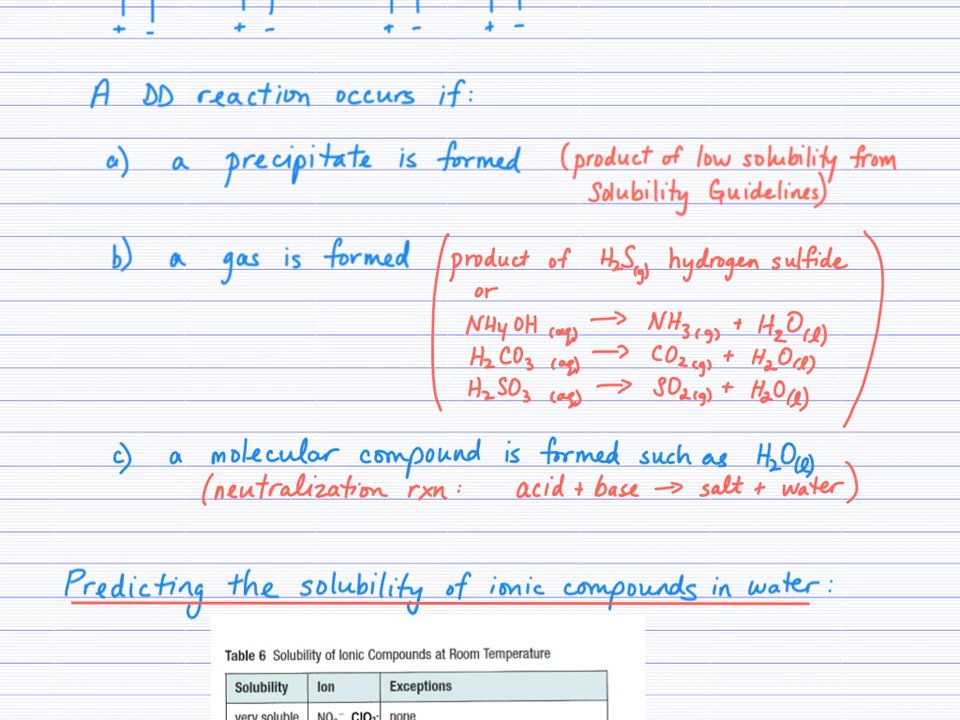 + - + - + - + -
A DD reaction occurs if:
a) a precipitate is formed (product of low solubility from
Solubility Guidelines)
b) a gas is formed (product of H₂S(g) hydrogen sulfide
or
NH₄OH (aq) → NH₃(g) + H₂O(l)
H₂CO₃ (aq) → CO₂(g) + H₂O(l)
H₂SO₃ (aq) → SO₂(g) + H₂O(l))
c) a molecular compound is formed such as H₂O(l)
(neutralization rxn: acid + base → salt + water)
Predicting the solubility of ionic compounds in water:
Table 6 Solubility of Ionic Compounds at Room Temperature
Solubility Ion Exceptions
very soluble NO₃⁻ ClO₃⁻ none